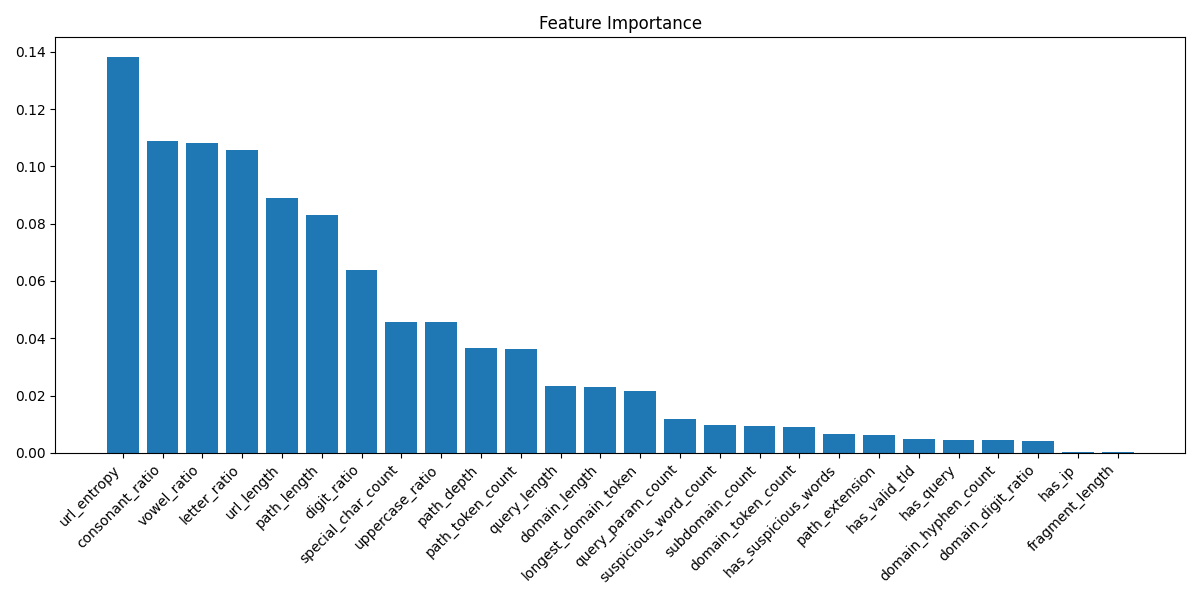 Feature Importance
0.14
0.12
0.10
0.08
0.06
0.04
0.02
0.00
url_entropy
consonant_ratio
vowel_ratio
letter_ratio
url_length
path_length
digit_ratio
special_char_count
uppercase_ratio
path_depth
path_token_count
query_length
domain_length
longest_domain_token
query_param_count
suspicious_word_count
subdomain_count
domain_token_count
has_suspicious_words
path_extension
has_valid_tld
has_query
domain_hyphen_count
domain_digit_ratio
has_ip
fragment_length